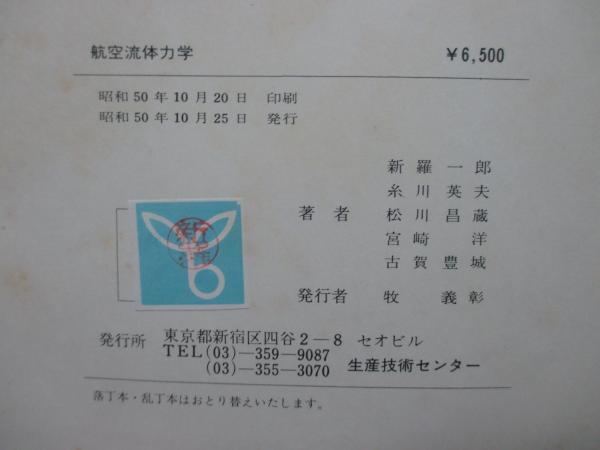 航空流体力学 ¥6,500
昭和50年10月20日 印刷
昭和50年10月25日 発行
新羅一郎
糸川英夫
著者 松川昌蔵
宮崎洋
古賀豊城
発行者 牧義彰
新羅
発行所 東京都新宿区四谷2―8 セオビル
TEL(03)―359―9087
(03)―355―3070 生産技術センター
落丁本・乱丁本はおとり替えいたします。